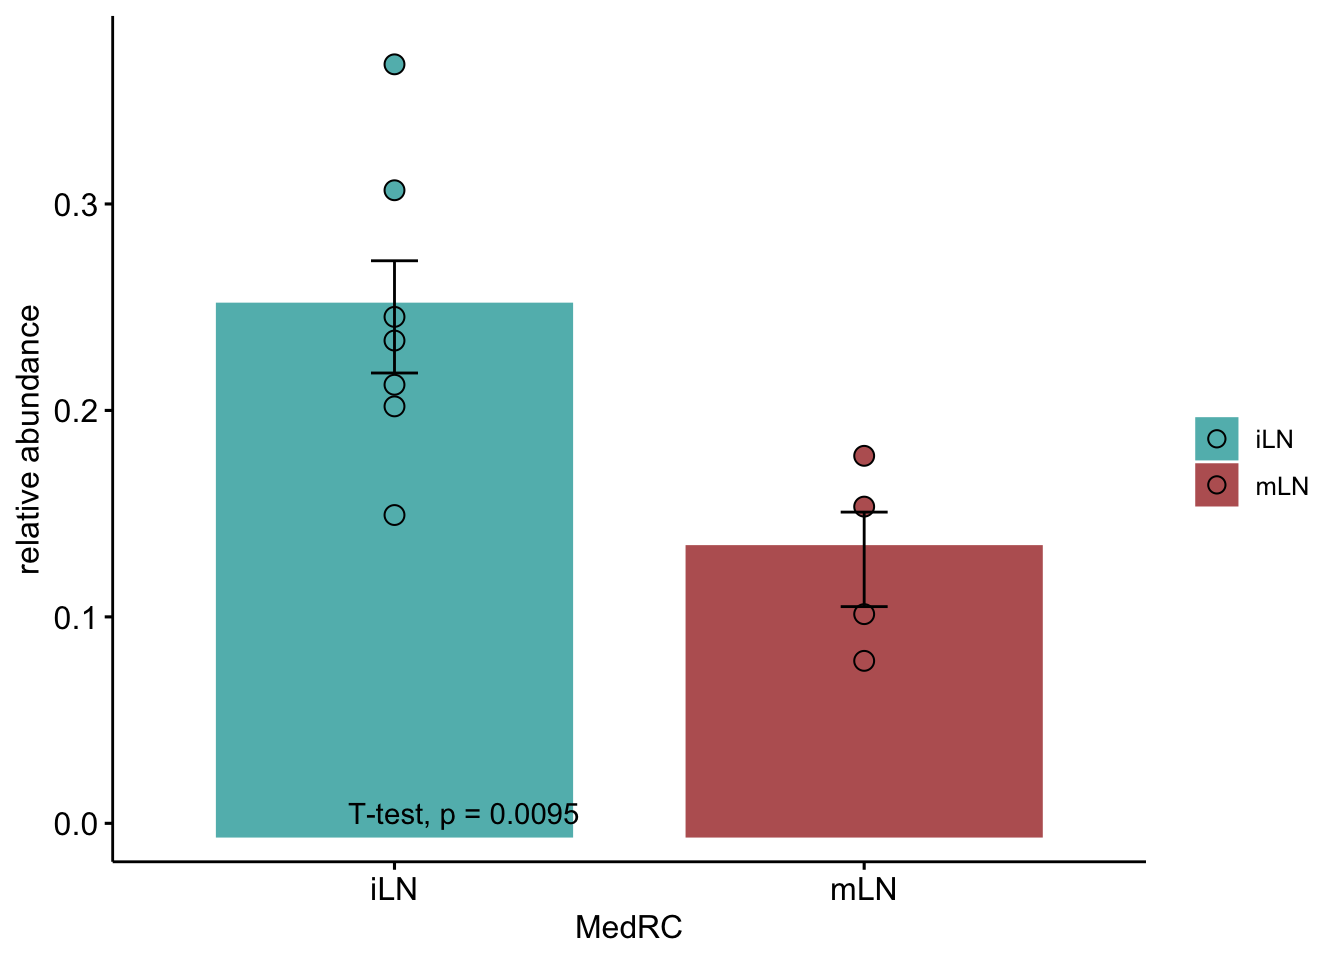 relative abundance
0.3
0.2
0.1
0.0
T-test, p = 0.0095
iLN
mLN
MedRC
iLN
mLN